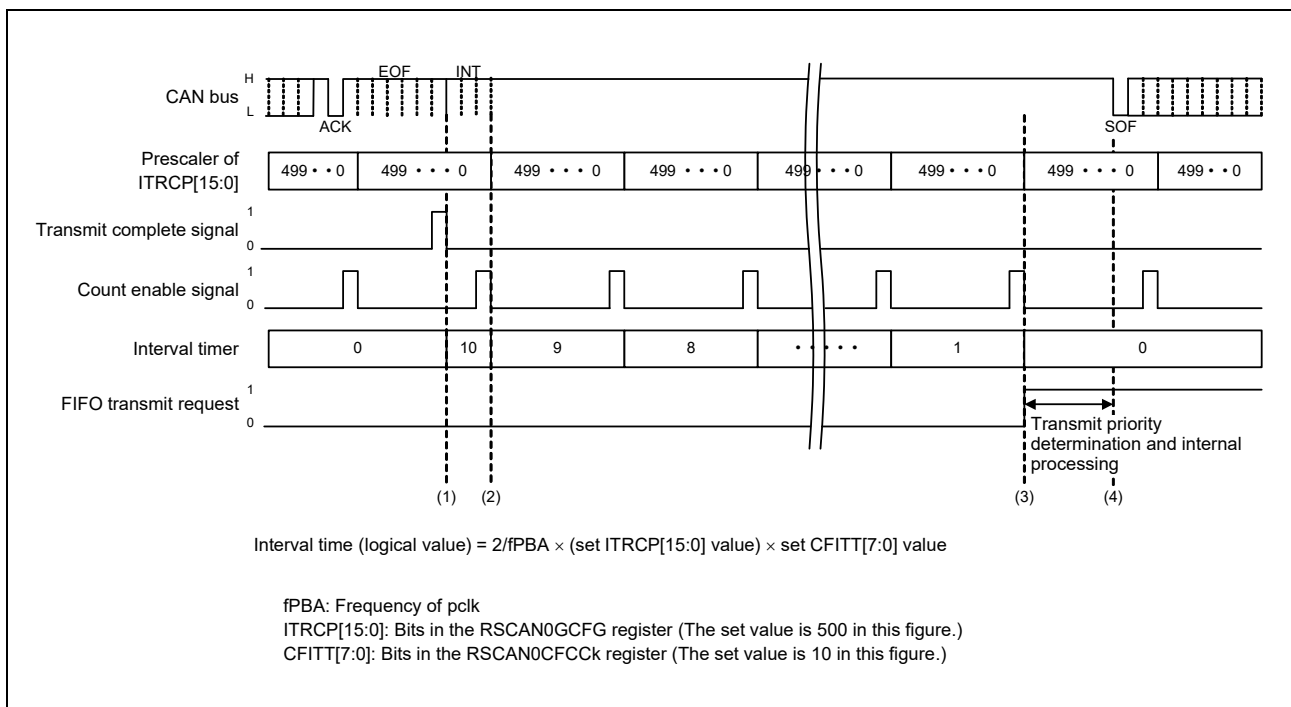 EOF INT
H
CAN bus
L
ACK SOF
Prescaler of
ITRCP[15:0]
499・・0 499・・・0 499・・・0 499・・・0 499・・・0 499・・・0 499・・・0 499・・0
1
Transmit complete signal
0
1
Count enable signal
0
Interval timer 0 10 9 8 ・・・・・ 1 0
1
FIFO transmit request
0
Transmit priority
determination and internal
processing
(1) (2) (3) (4)
Interval time (logical value) = 2/fPBA × (set ITRCP[15:0] value) × set CFITT[7:0] value
fPBA: Frequency of pclk
ITRCP[15:0]: Bits in the RSCAN0GCFG register (The set value is 500 in this figure.)
CFITT[7:0]: Bits in the RSCAN0CFCCk register (The set value is 10 in this figure.)